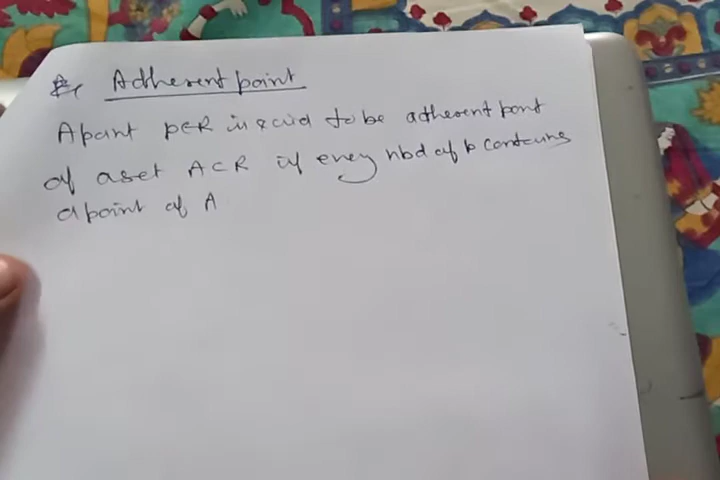 Adherent point
A point p∈R is said to be adherent point
of a set A⊂R if every nbd of p contains
a point of A